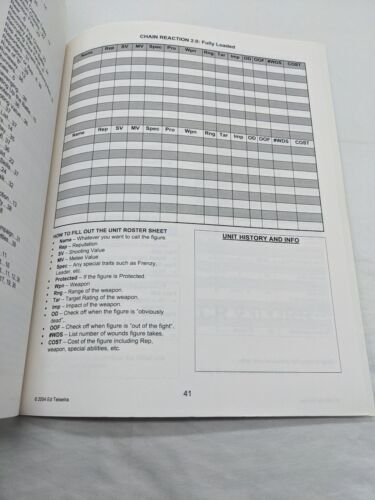 CHAIN REACTION 2.0: Fully Loaded
Name Rep SV MV Spec Pro Wpn Rng Tar Imp OD OOF #WDS COST
Name Rep SV MV Spec Pro Wpn Rng Tar Imp OD OOF #WDS COST
HOW TO FILL OUT THE UNIT ROSTER SHEET
• Name – Whatever you want to call the figure.
• Rep – Reputation
• SV – Shooting Value
• MV – Melee Value
• Spec – Any special traits such as Frenzy,
Leader, etc.
• Protected – If the figure is Protected.
• Wpn – Weapon
• Rng – Range of the weapon.
• Tar – Target Rating of the weapon.
• Imp – Impact of the weapon.
• OD – Check off when the figure is "obviously
dead".
• OOF – Check off when figure is "out of the fight".
• #WDS – List number of wounds figure takes.
• COST – Cost of the figure including Rep,
weapon, special abilities, etc.
UNIT HISTORY AND INFO
41
© 2004 Ed Teixeira